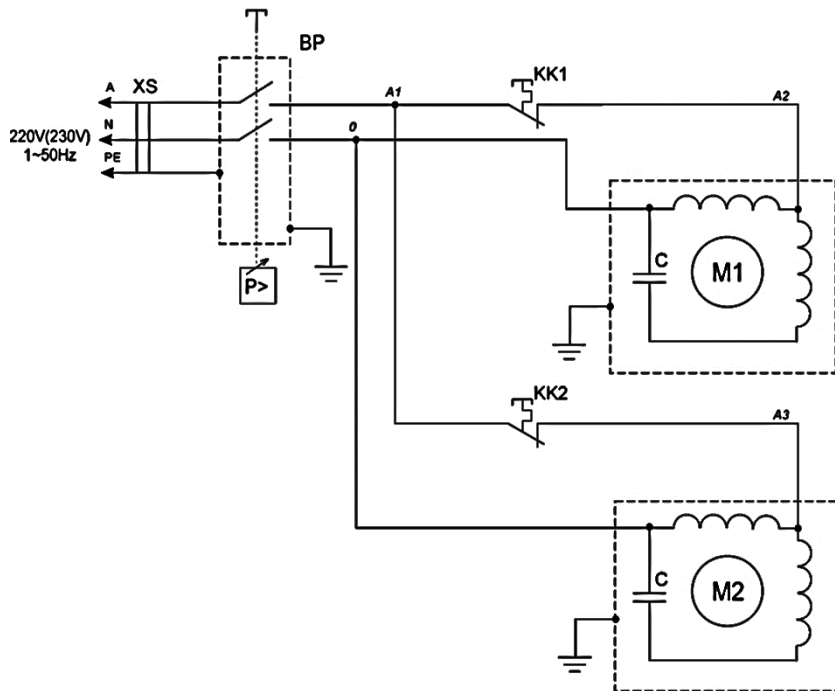 BP
A
XS
A1
KK1
A2
N
0
220V(230V)
1~50Hz
PE
C
M1
P>
KK2
A3
C
M2